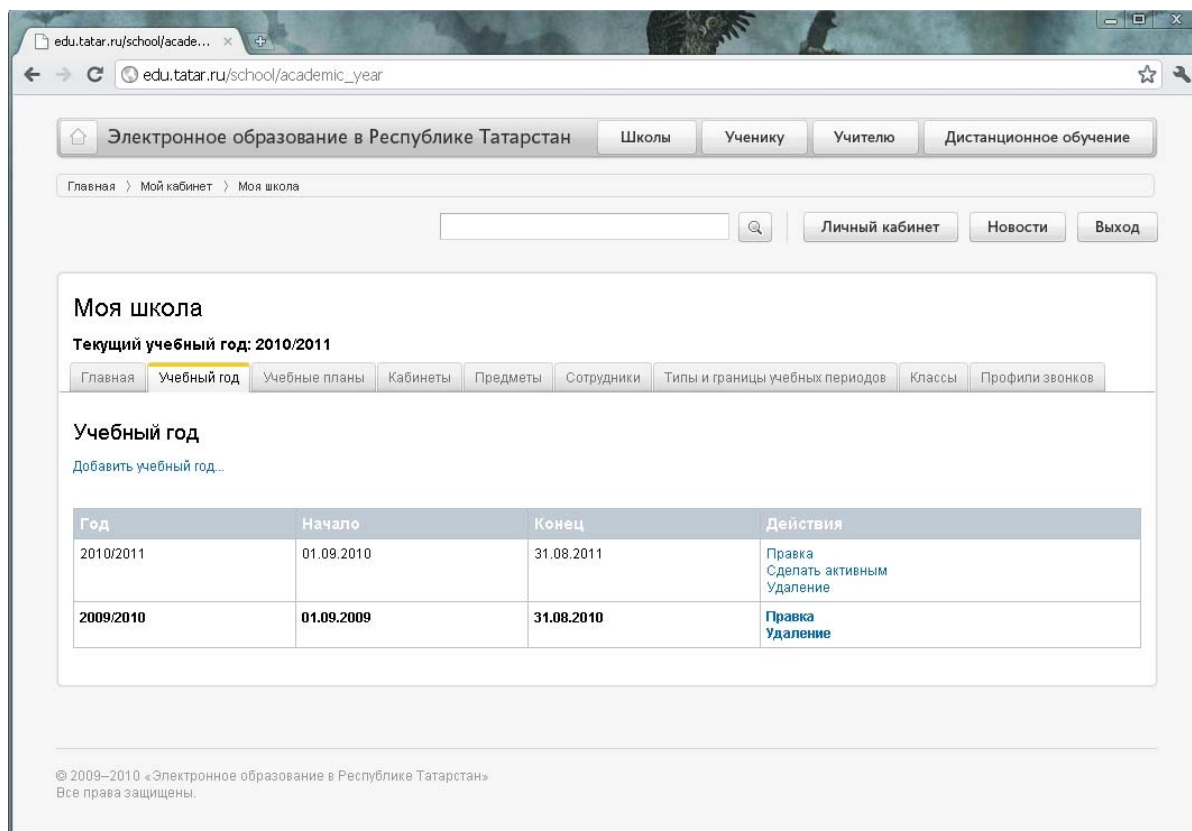 edu.tatar.ru/school/acade...
edu.tatar.ru/school/academic_year
Электронное образование в Республике Татарстан Школы Ученику Учителю Дистанционное обучение
Главная 〉 Мой кабинет 〉 Моя школа
Личный кабинет Новости Выход
Моя школа
Текущий учебный год: 2010/2011
Главная Учебный год Учебные планы Кабинеты Предметы Сотрудники Типы и границы учебных периодов Классы Профили звонков
Учебный год
Добавить учебный год...
Год Начало Конец Действия
2010/2011 01.09.2010 31.08.2011 Правка
Сделать активным
Удаление
2009/2010 01.09.2009 31.08.2010 Правка
Удаление
© 2009–2010 «Электронное образование в Республике Татарстан»
Все права защищены.